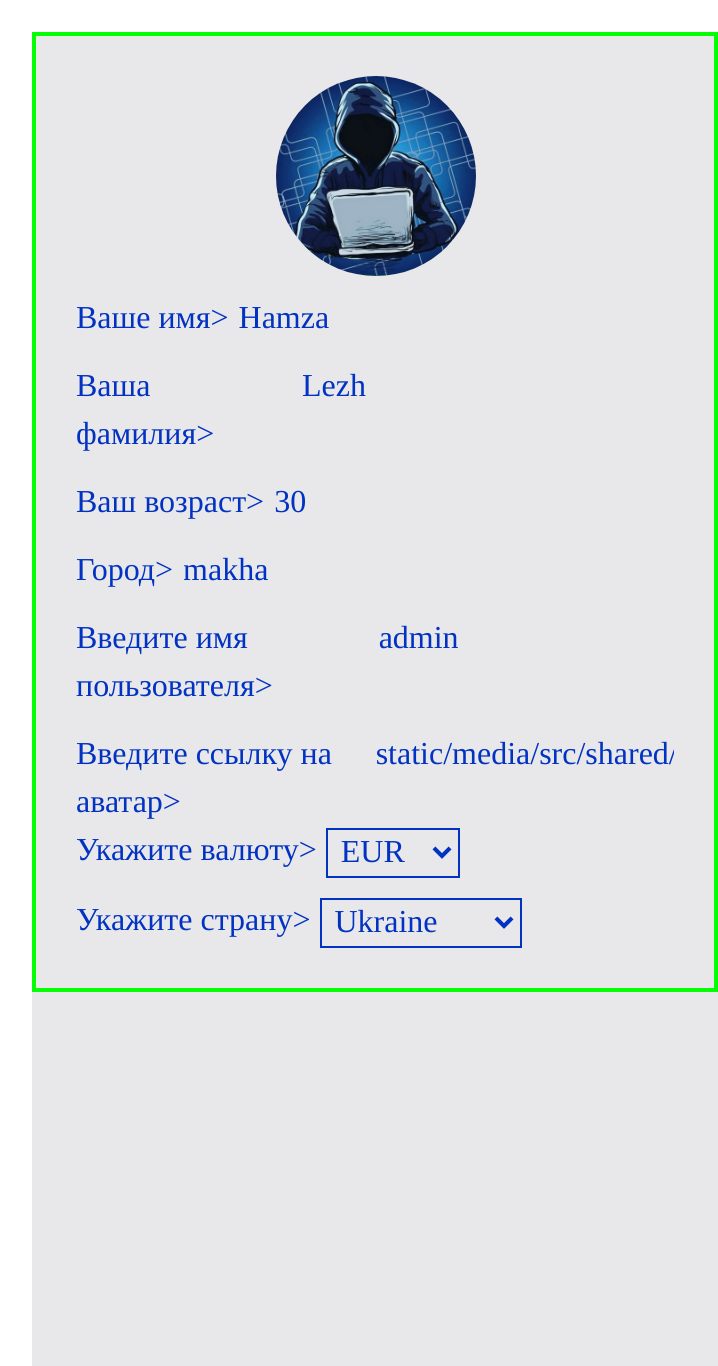 Ваше имя> Hamza
Ваша Lezh
фамилия>
Ваш возраст> 30
Город> makha
Введите имя admin
пользователя>
Введите ссылку на static/media/src/shared/
аватар>
Укажите валюту> EUR
Укажите страну> Ukraine